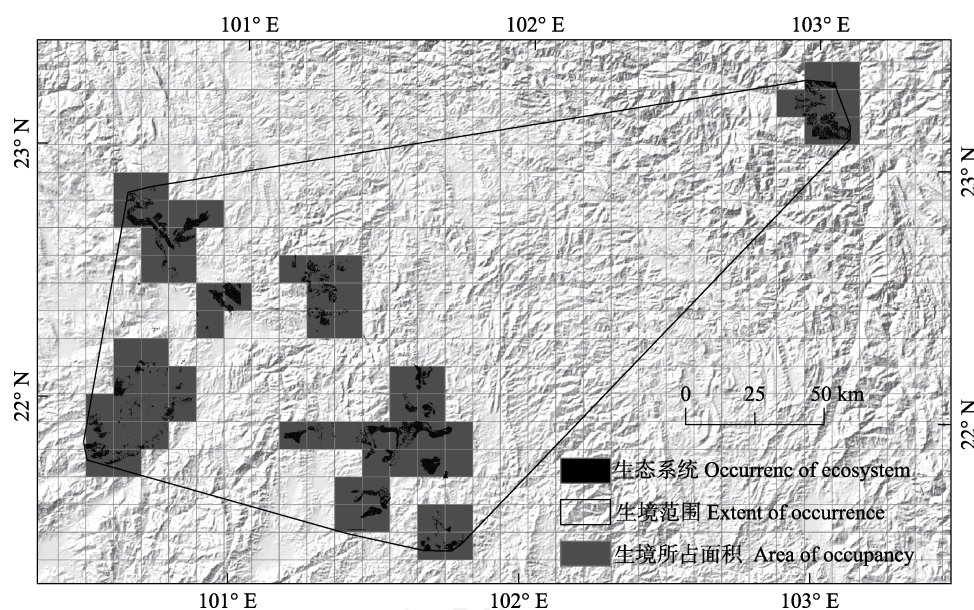 101° E 102° E 103° E
23° N
23° N
22° N
22° N
0 25 50 km
生态系统 Occurrenc of ecosystem
生境范围 Extent of occurrence
生境所占面积 Area of occupancy
101° E 102° E 103° E